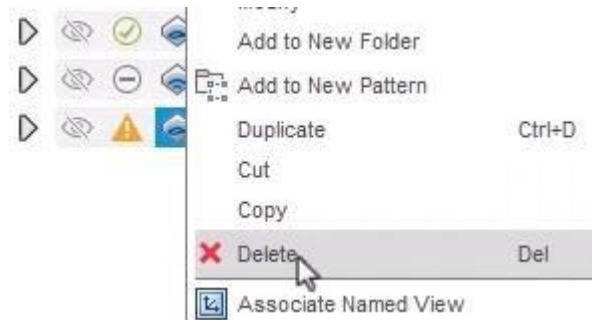 Add to New Folder
Add to New Pattern
Duplicate Ctrl+D
Cut
Copy
Delete Del
Associate Named View